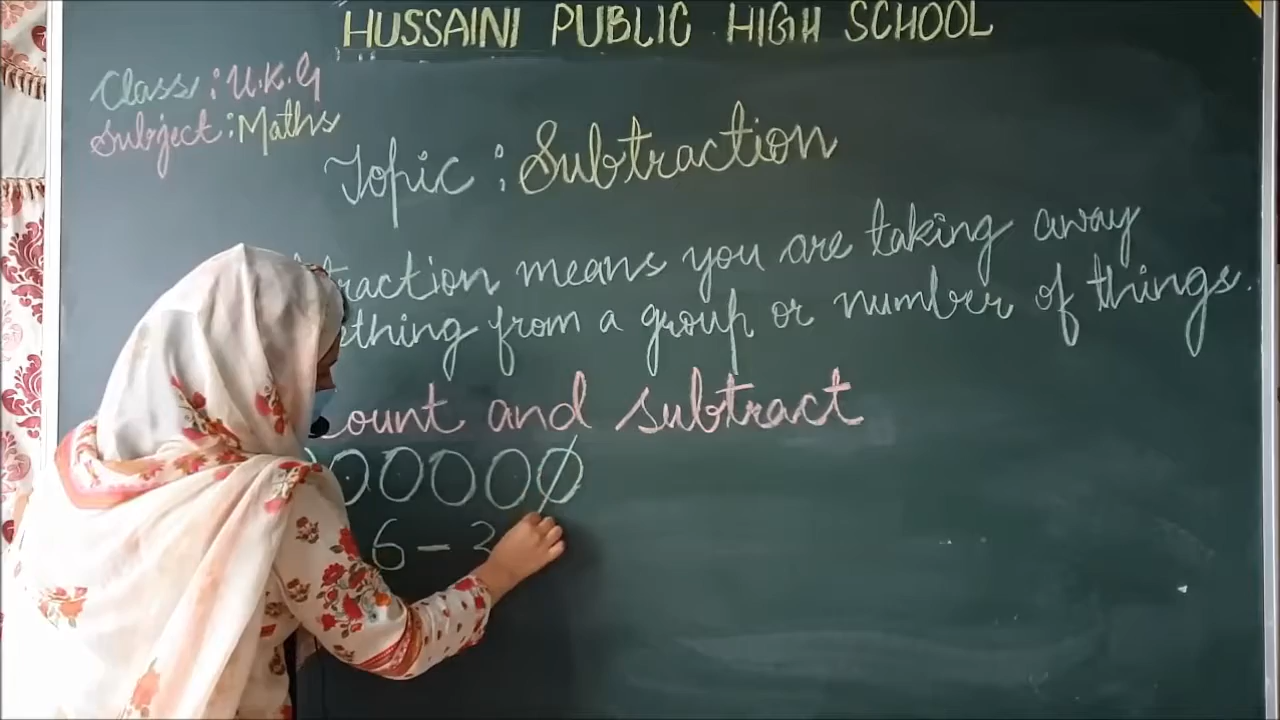 HUSSAINI PUBLIC HIGH SCHOOL
Class: U.K.G
Subject: Maths
Topic: Subtraction
traction means you are taking away
ething from a group or number of things.
ount and subtract
6 - 3